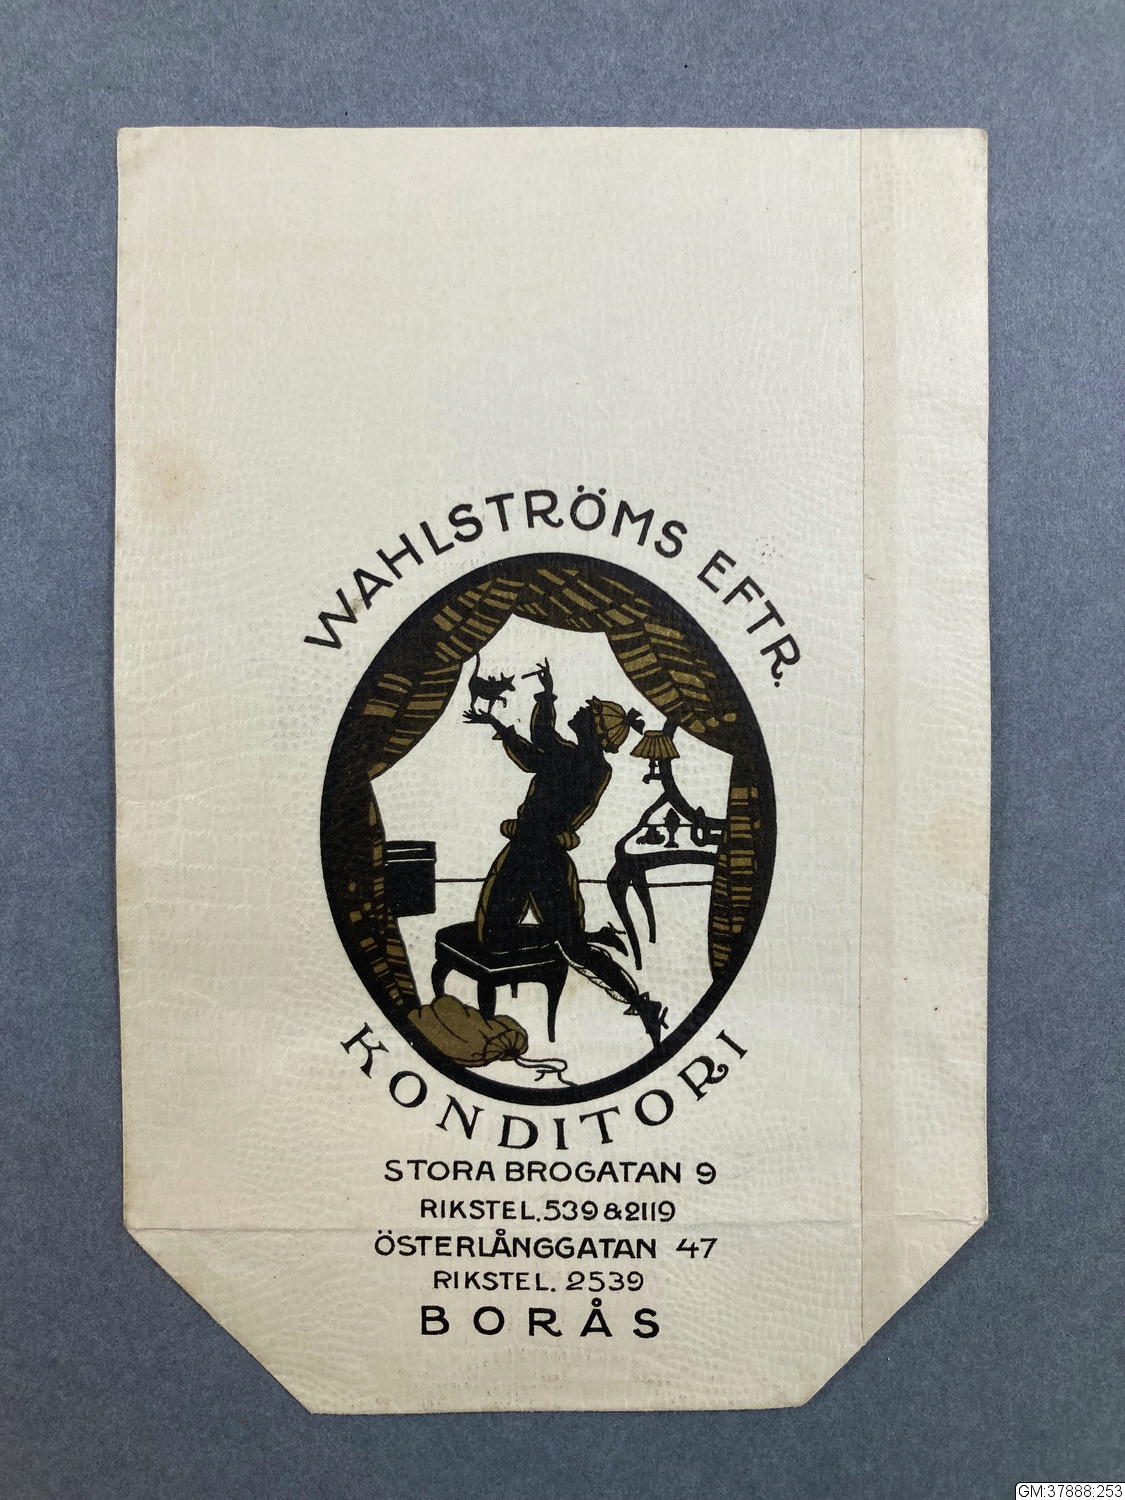 WAHLSTRÖMS EFTR.
KONDITORI
STORA BROGATAN 9
RIKSTEL. 539 & 2119
ÖSTERLÅNGGATAN 47
RIKSTEL. 2539
BORÅS
GM:37888:253